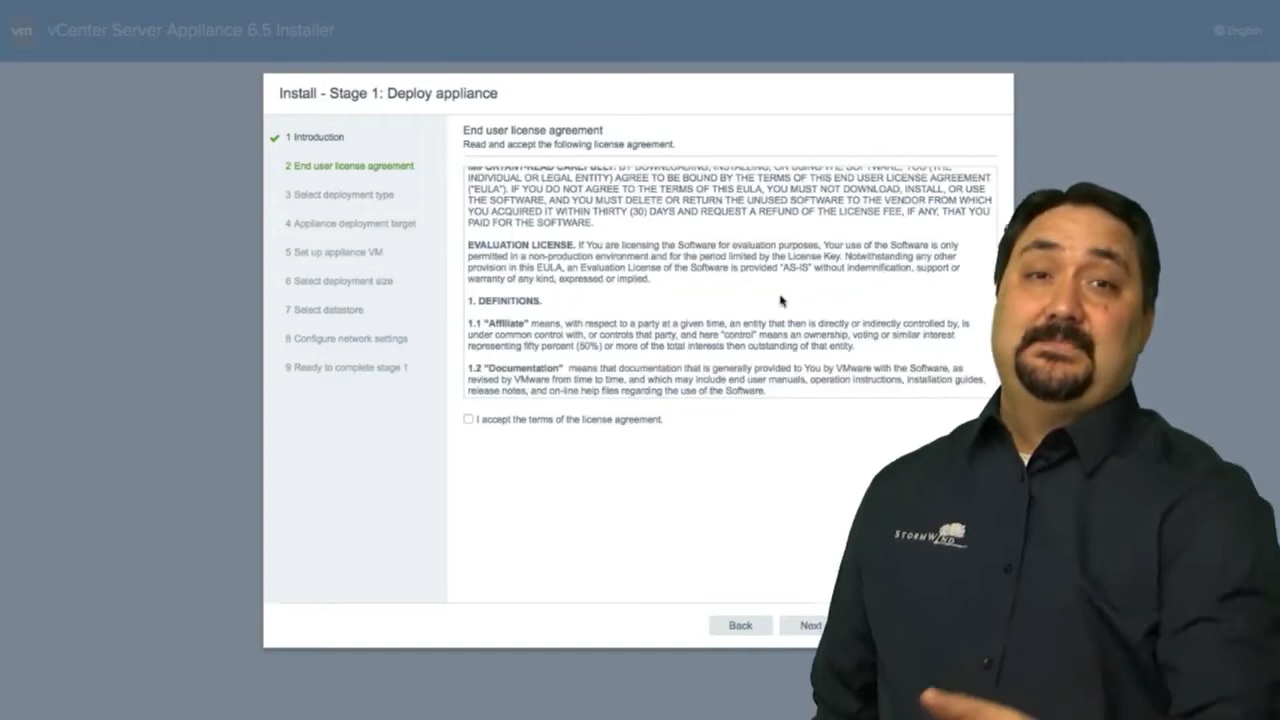 vm vCenter Server Appliance 6.5 Installer
English
Install - Stage 1: Deploy appliance
1 Introduction
2 End user license agreement
3 Select deployment type
4 Appliance deployment target
5 Set up appliance VM
6 Select deployment size
7 Select datastore
8 Configure network settings
9 Ready to complete stage 1
End user license agreement
Read and accept the following license agreement.
IMPORTANT-READ CAREFULLY: BY DOWNLOADING, INSTALLING, OR USING THE SOFTWARE, YOU (THE
INDIVIDUAL OR LEGAL ENTITY) AGREE TO BE BOUND BY THE TERMS OF THIS END USER LICENSE AGREEMENT
("EULA"). IF YOU DO NOT AGREE TO THE TERMS OF THIS EULA, YOU MUST NOT DOWNLOAD, INSTALL, OR USE
THE SOFTWARE, AND YOU MUST DELETE OR RETURN THE UNUSED SOFTWARE TO THE VENDOR FROM WHICH
YOU ACQUIRED IT WITHIN THIRTY (30) DAYS AND REQUEST A REFUND OF THE LICENSE FEE, IF ANY, THAT YOU
PAID FOR THE SOFTWARE.
EVALUATION LICENSE. If You are licensing the Software for evaluation purposes, Your use of the Software is only
permitted in a non-production environment and for the period limited by the License Key. Notwithstanding any other
provision in this EULA, an Evaluation License of the Software is provided "AS-IS" without indemnification, support or
warranty of any kind, expressed or implied.
1. DEFINITIONS.
1.1 "Affiliate" means, with respect to a party at a given time, an entity that then is directly or indirectly controlled by, is
under common control with, or controls that party, and here "control" means an ownership, voting or similar interest
representing fifty percent (50%) or more of the total interests then outstanding of that entity.
1.2 "Documentation" means that documentation that is generally provided to You by VMware with the Software, as
revised by VMware from time to time, and which may include end user manuals, operation instructions, installation guides,
release notes, and on-line help files regarding the use of the Software.
I accept the terms of the license agreement.
Back
Next
STORMWIND